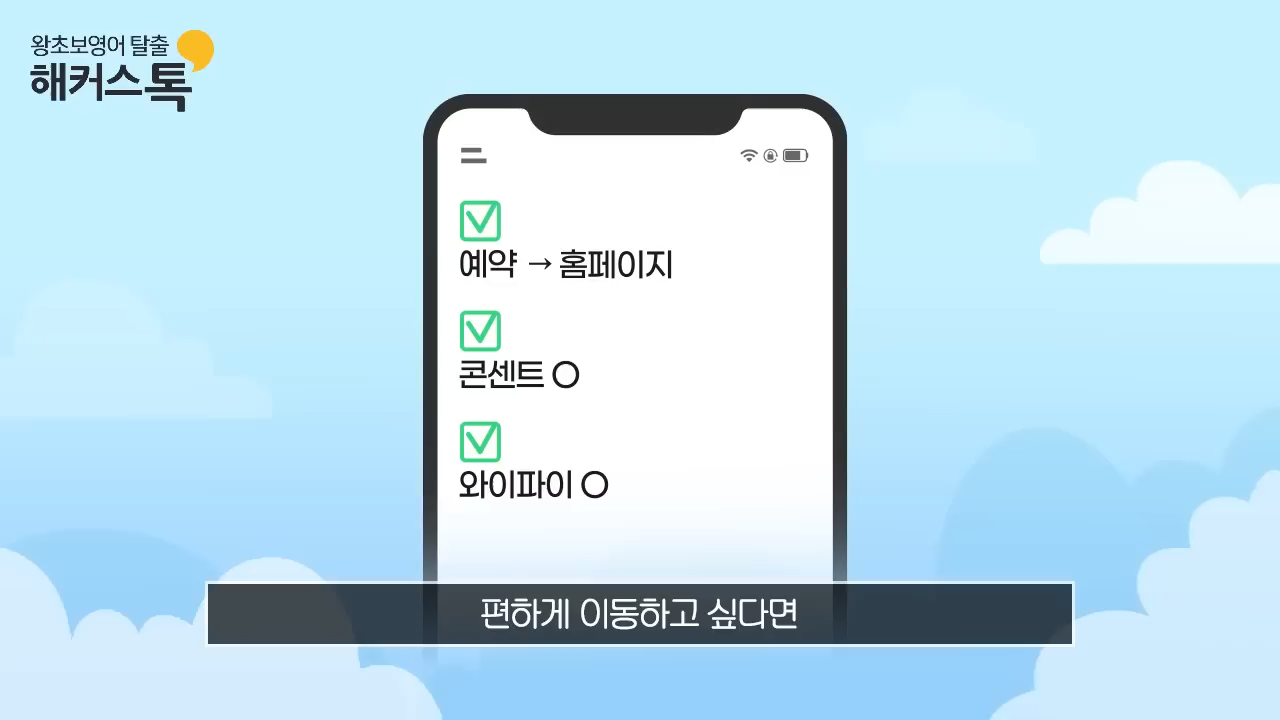 왕초보영어 탈출
해커스톡
예약 → 홈페이지
콘센트 O
와이파이 O
편하게 이동하고 싶다면